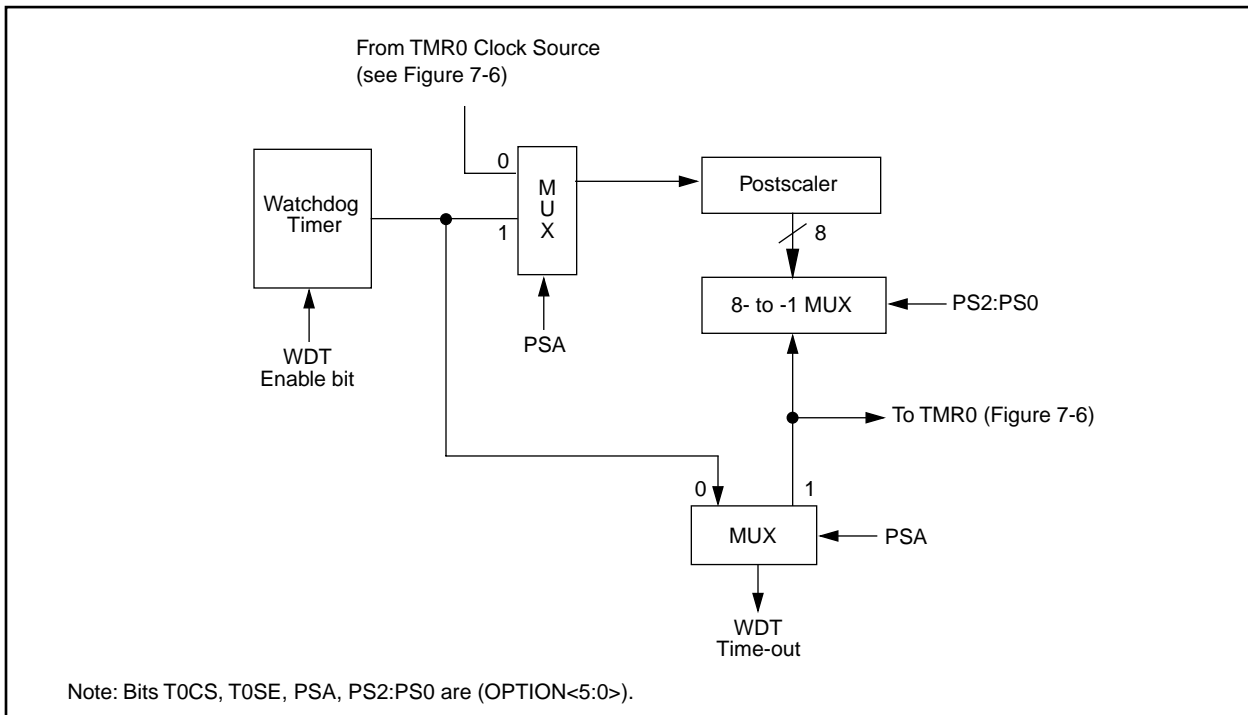 From TMR0 Clock Source
(see Figure 7-6)
0
M
U
X
Watchdog
Timer
1
Postscaler
8
8- to -1 MUX
PS2:PS0
PSA
WDT
Enable bit
To TMR0 (Figure 7-6)
0
1
MUX
PSA
WDT
Time-out
Note: Bits T0CS, T0SE, PSA, PS2:PS0 are (OPTION<5:0>).